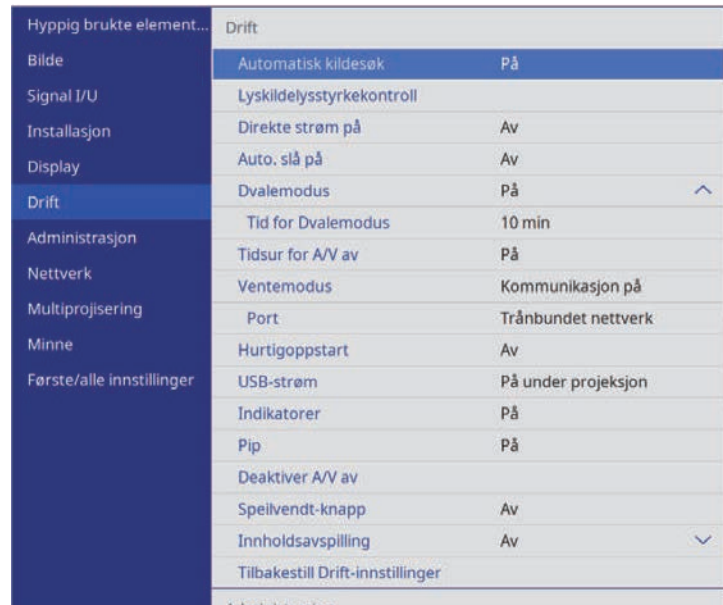 Hyppig brukte element...
Bilde
Signal I/U
Installasjon
Display
Drift
Administrasjon
Nettverk
Multiprojisering
Minne
Første/alle innstillinger
Drift
Automatisk kildesøk På
Lyskildelysstyrkekontroll
Direkte strøm på Av
Auto. slå på Av
Dvalemodus På
Tid for Dvalemodus 10 min
Tidsur for A/V av På
Ventemodus Kommunikasjon på
Port Trånbundet nettverk
Hurtigoppstart Av
USB-strøm På under projeksjon
Indikatorer På
Pip På
Deaktiver A/V av
Speilvendt-knapp Av
Innholdsavspilling Av
Tilbakestill Drift-innstillinger